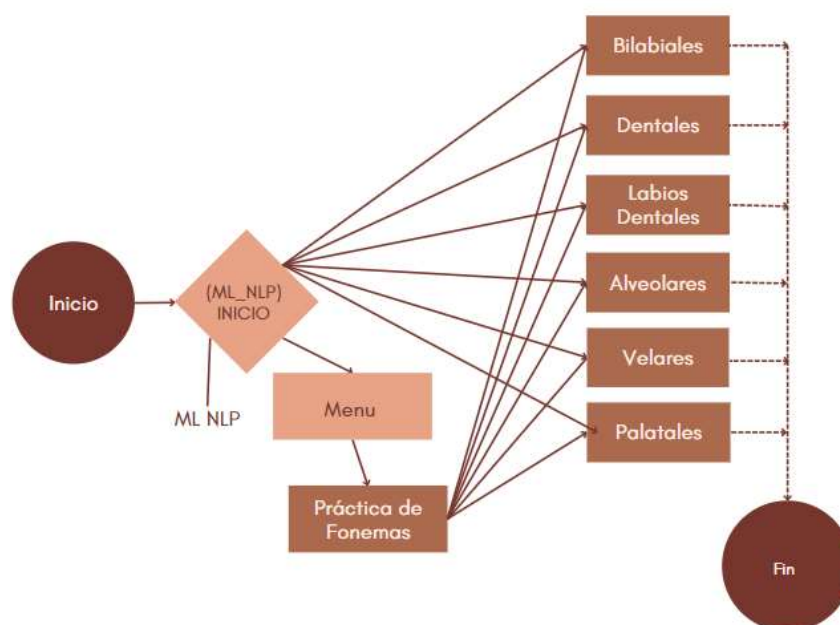 Inicio
(ML_NLP)
INICIO
ML NLP
Menu
Práctica de
Fonemas
Bilabiales
Dentales
Labios
Dentales
Alveolares
Velares
Palatales
Fin